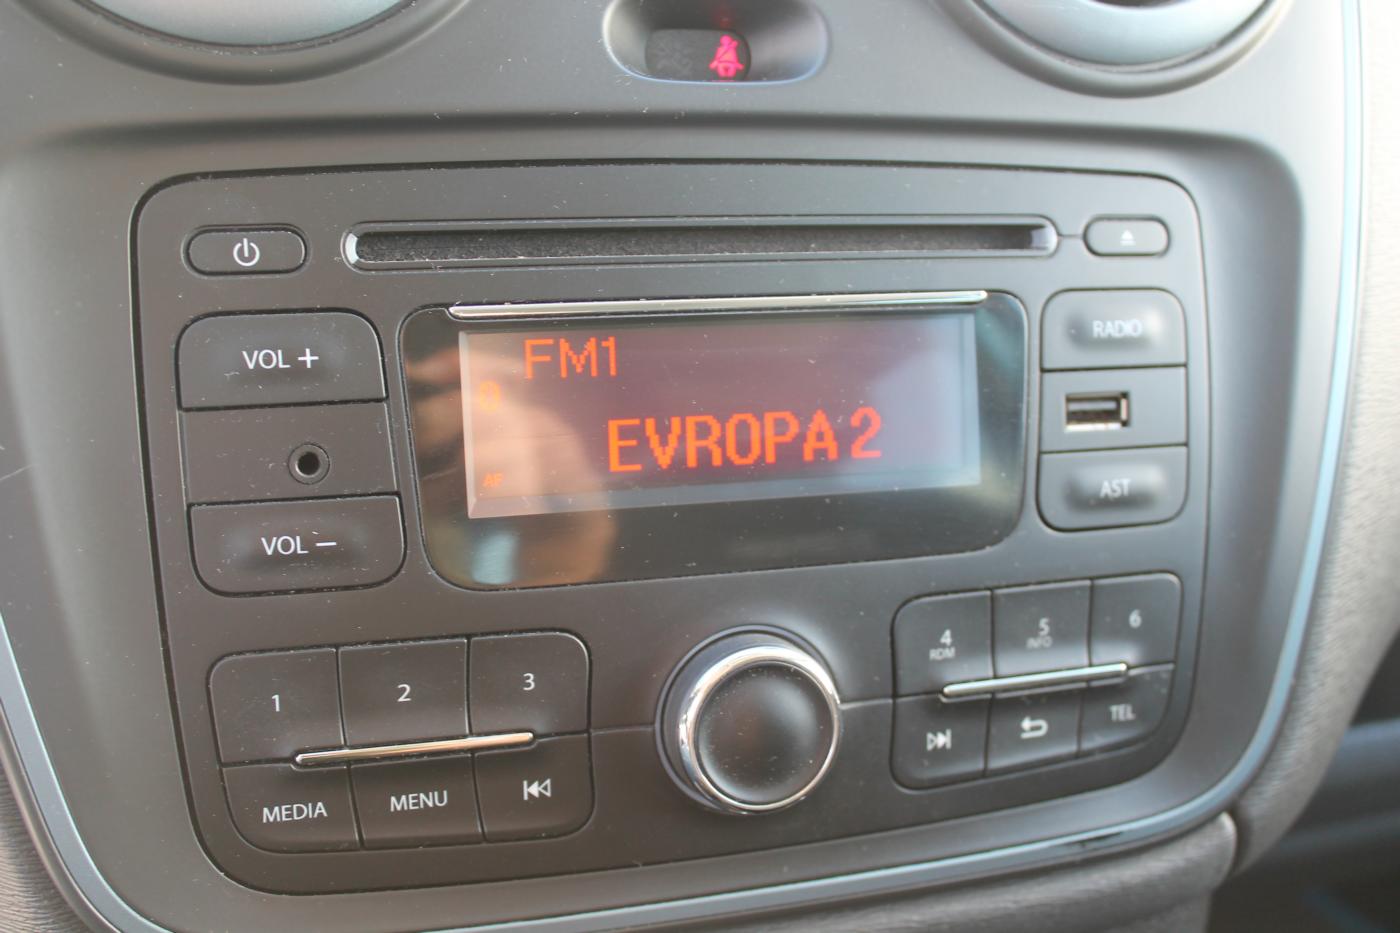 VOL +
VOL –
FM1
EVROPA 2
AF
RADIO
AST
1
2
3
MEDIA
MENU
4
RDM
5
INFO
6
TEL